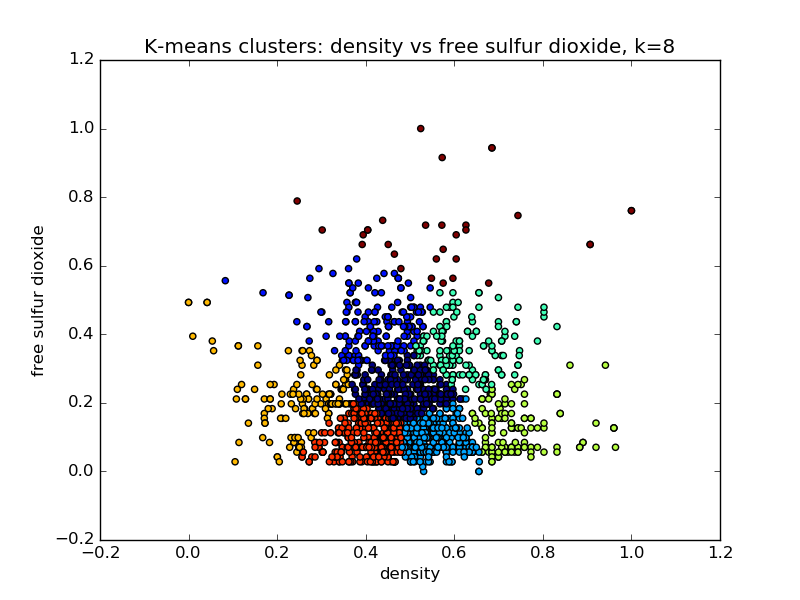 K-means clusters: density vs free sulfur dioxide, k=8
1.2
1.0
0.8
0.6
0.4
0.2
0.0
−0.2
free sulfur dioxide
−0.2 0.0 0.2 0.4 0.6 0.8 1.0 1.2
density